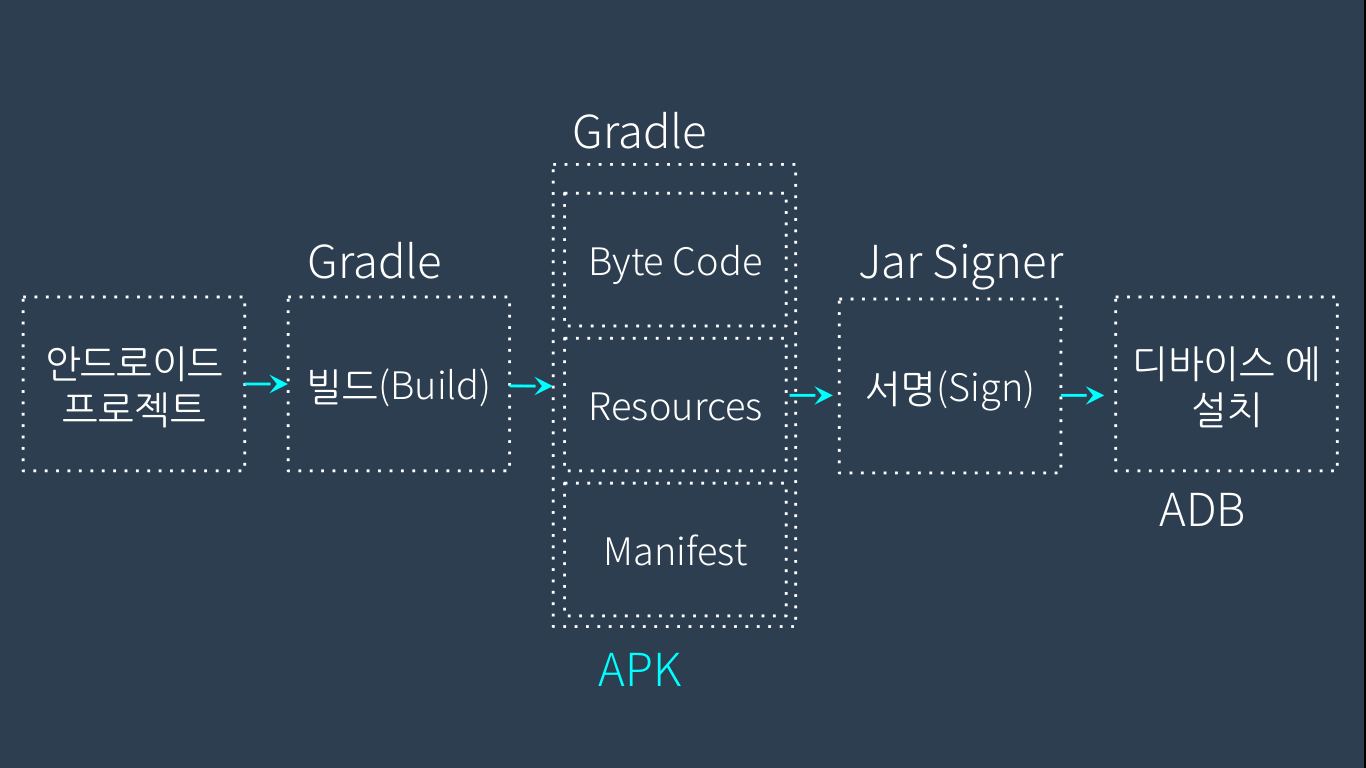 Gradle
Byte Code
Resources
Manifest
APK
Gradle
안드로이드
프로젝트
빌드(Build)
Jar Signer
서명(Sign)
디바이스 에
설치
ADB